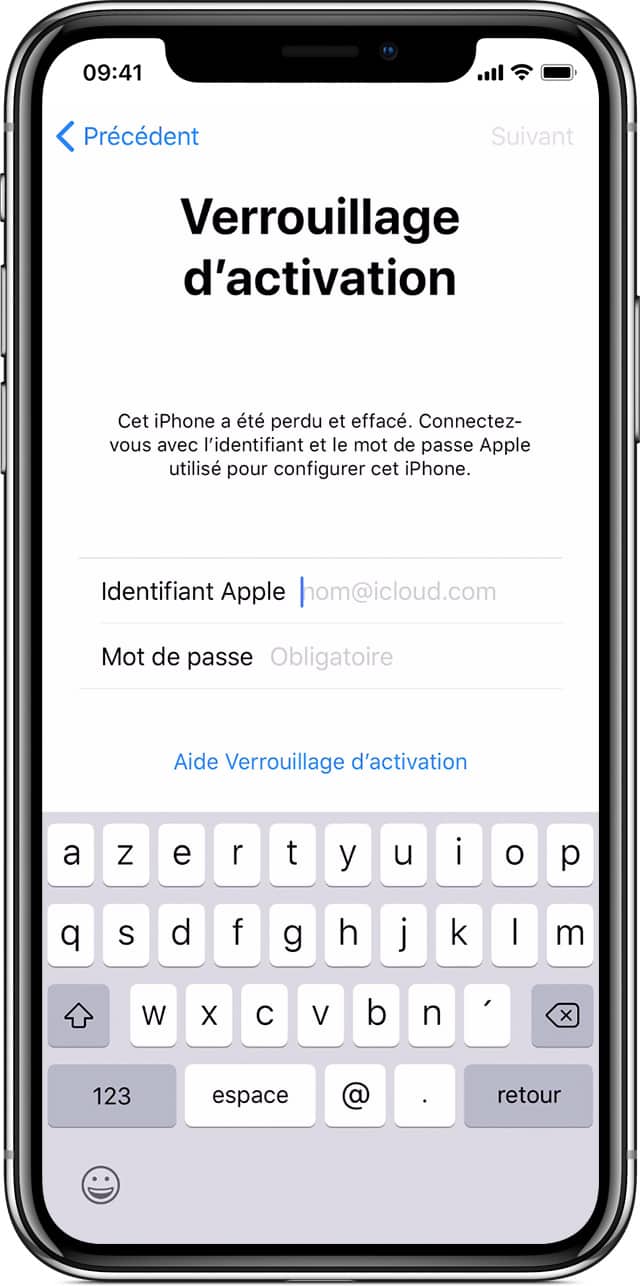 09:41
Précédent
Suivant
Verrouillage
d’activation
Cet iPhone a été perdu et effacé. Connectez-
vous avec l’identifiant et le mot de passe Apple
utilisé pour configurer cet iPhone.
Identifiant Apple nom@icloud.com
Mot de passe Obligatoire
Aide Verrouillage d’activation
a z e r t y u i o p
q s d f g h j k l m
w x c v b n ´
123 espace @ . retour